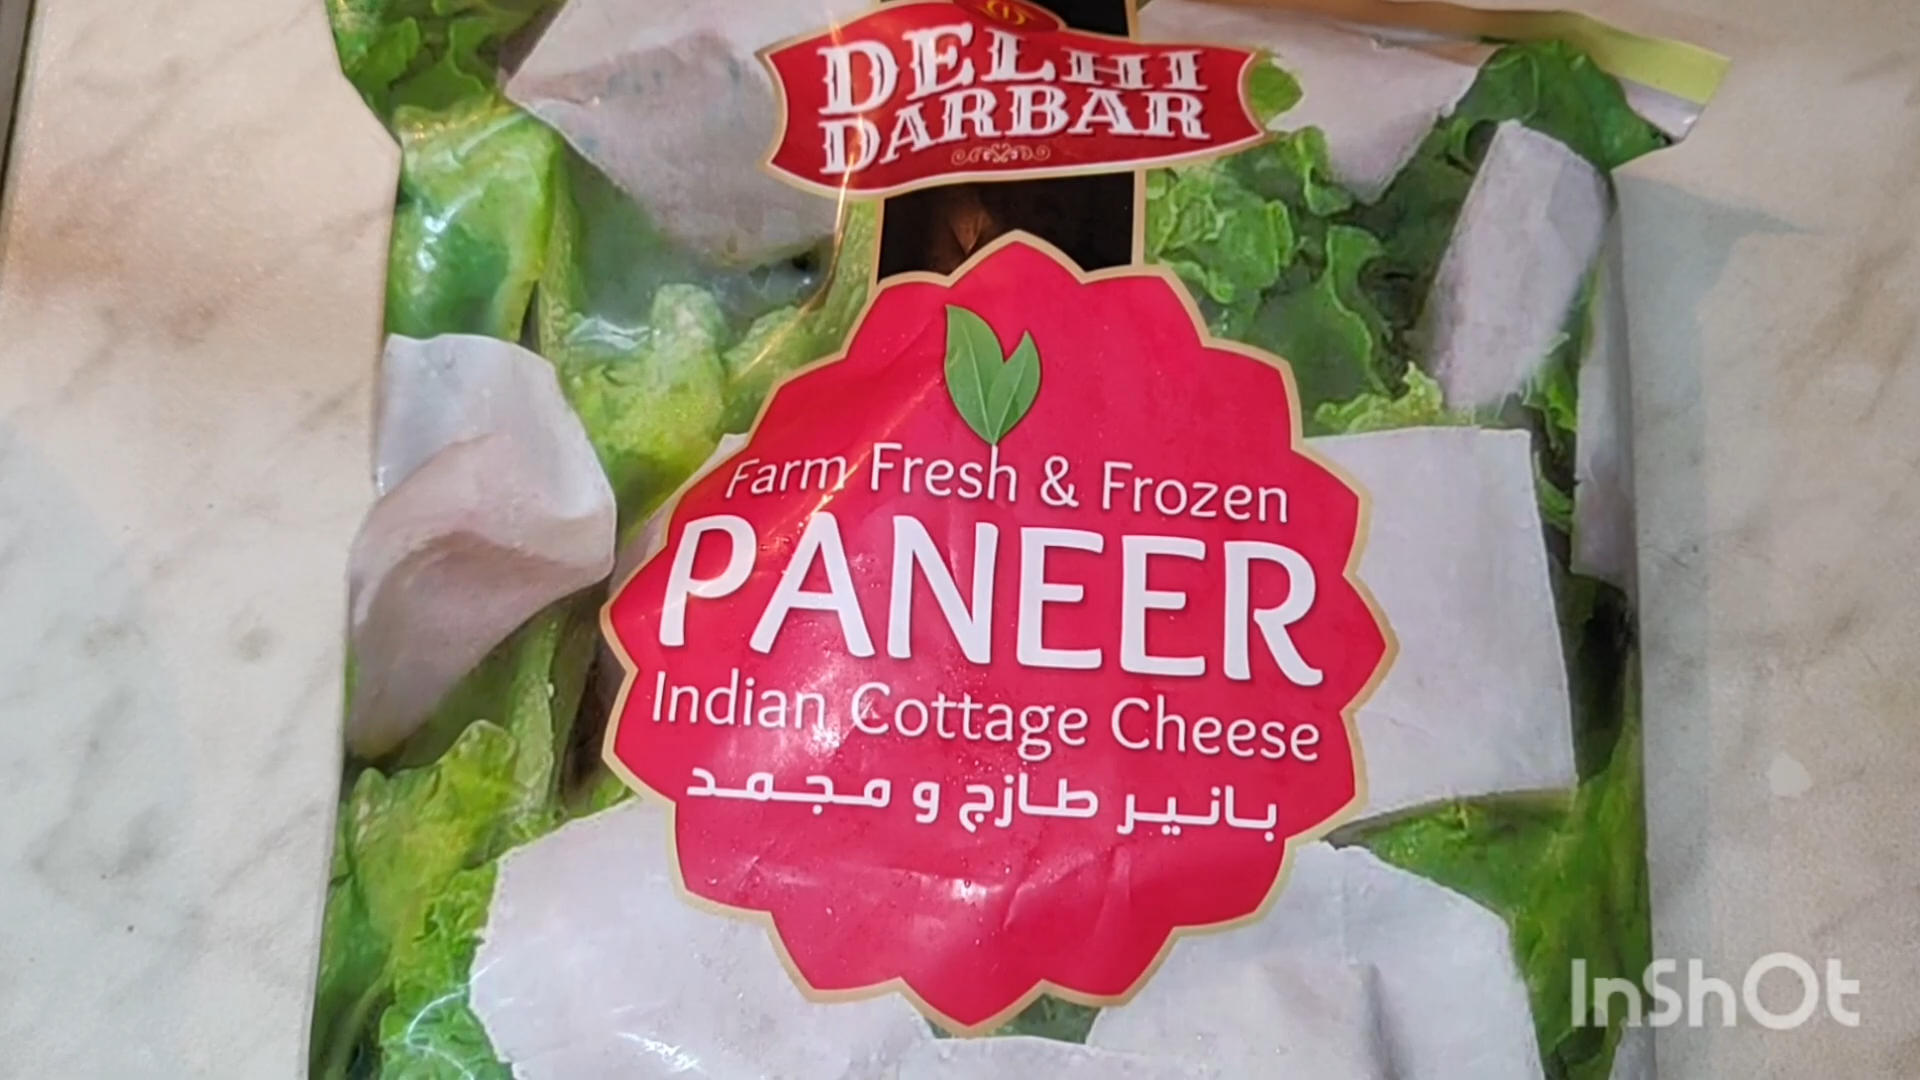 DELHI
DARBAR
Farm Fresh & Frozen
PANEER
Indian Cottage Cheese
بانير طازج و مجمد
InShOt